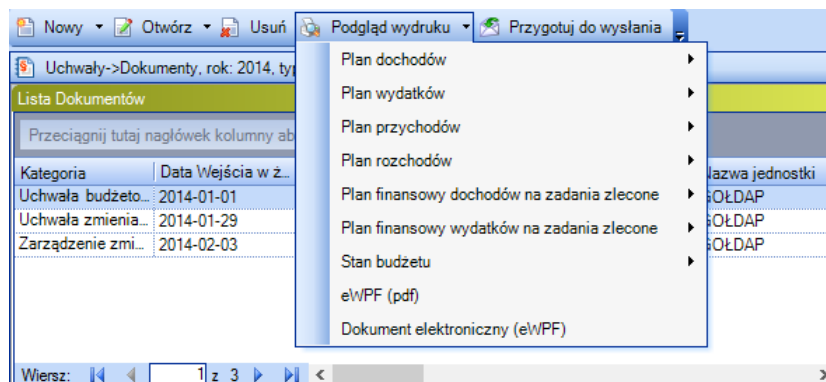 Nowy Otwórz Usuń Podgląd wydruku Przygotuj do wysłania
Uchwały->Dokumenty, rok: 2014, ty
Plan dochodów
Lista Dokumentów
Plan wydatków
Przeciągnij tutaj nagłówek kolumny ab
Plan przychodów
Plan rozchodów
Kategoria Data Wejścia w ż... Nazwa jednostki
Uchwała budżeto... 2014-01-01 GOŁDAP
Plan finansowy dochodów na zadania zlecone
Uchwała zmienia... 2014-01-29 GOŁDAP
Plan finansowy wydatków na zadania zlecone
Zarządzenie zmi... 2014-02-03 GOŁDAP
Stan budżetu
eWPF (pdf)
Dokument elektroniczny (eWPF)
Wiersz: 1 z 3